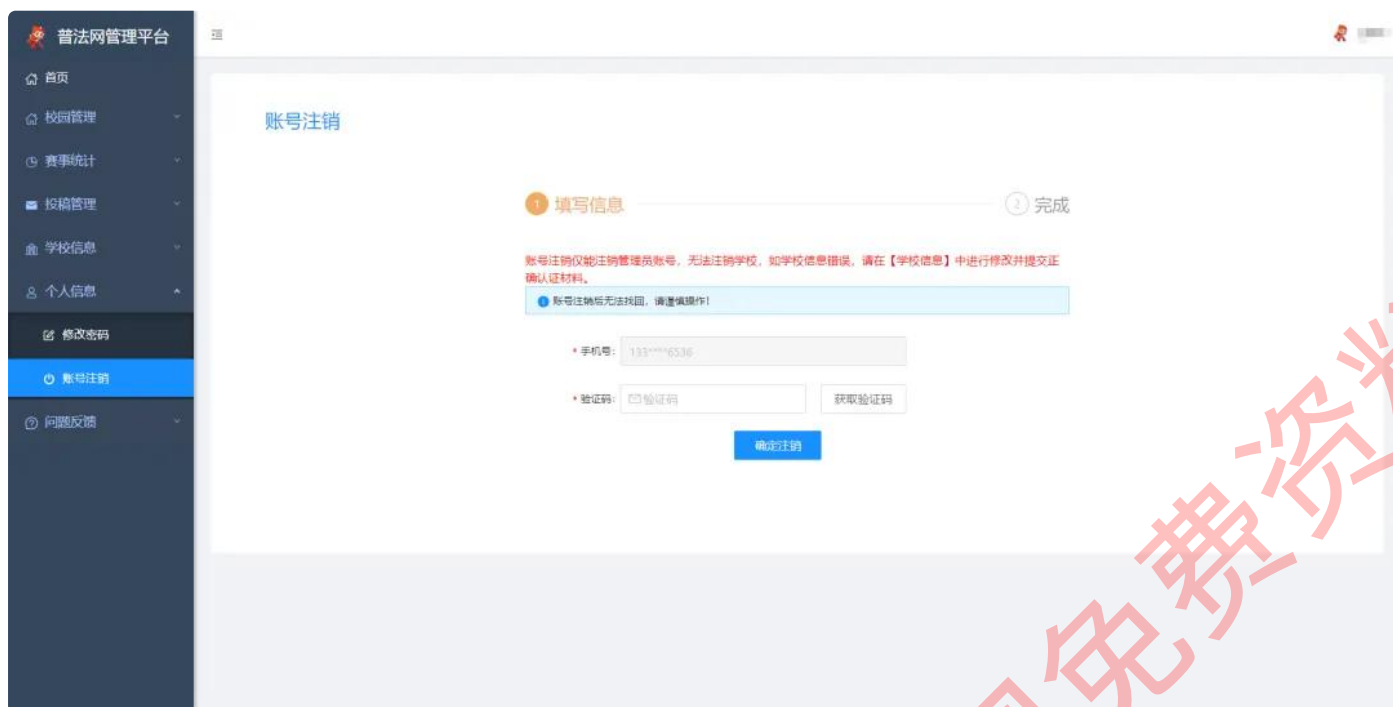 普法网管理平台
首页
校园管理
赛事统计
投稿管理
学校信息
个人信息
修改密码
账号注销
问题反馈
账号注销
1 填写信息
2 完成
账号注销仅能注销管理员账号，无法注销学校，如学校信息错误，请在【学校信息】中进行修改并提交正
确认证材料。
账号注销后无法找回，请谨慎操作！
* 手机号： 133****6536
* 验证码： 验证码 获取验证码
确定注销
免费资料